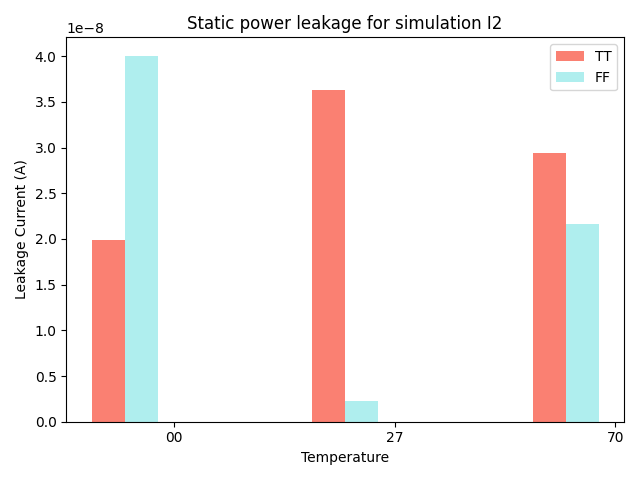 Static power leakage for simulation I2
1e−8
TT
FF
4.0
3.5
3.0
2.5
2.0
1.5
1.0
0.5
0.0
Leakage Current (A)
00 27 70
Temperature